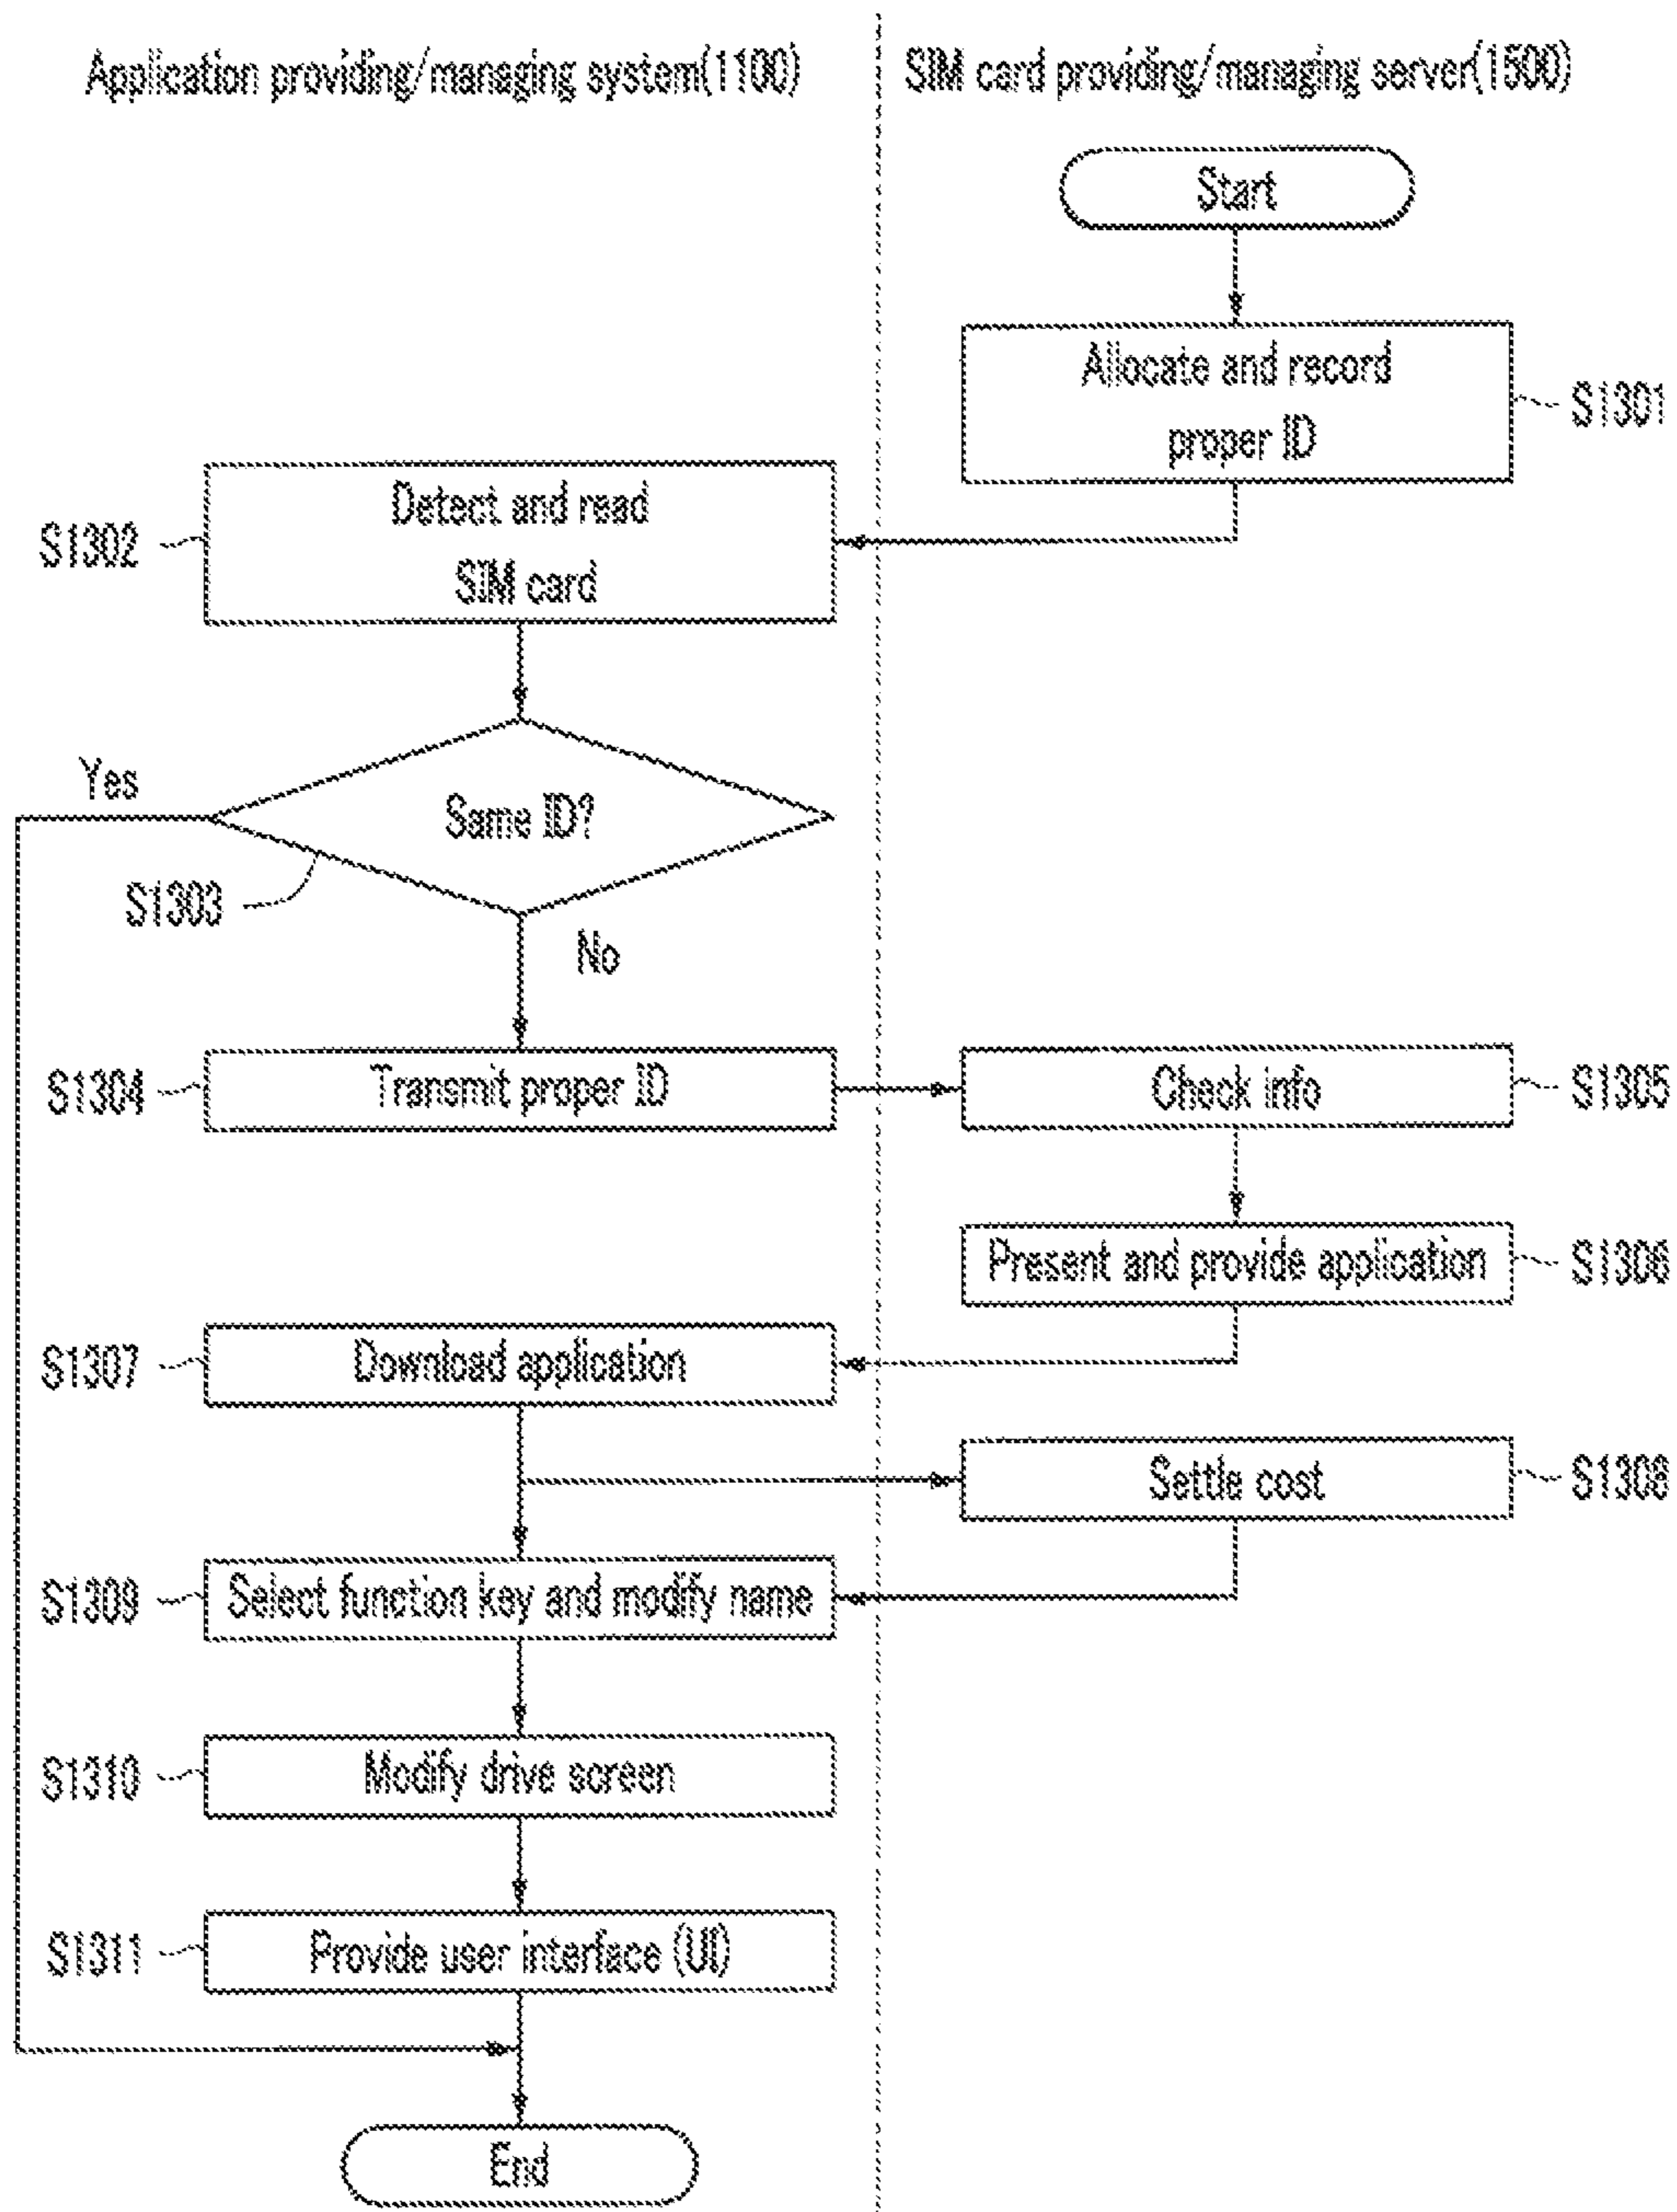 Application providing/managing system(1100)
SIM card providing/managing server(1500)
Start
Allocate and record
proper ID
S1301
Detect and read
SIM card
S1302
Yes
Same ID?
S1303
No
S1304
Transmit proper ID
Check info
S1305
Present and provide application
S1306
S1307
Download application
Settle cost
S1308
S1309
Select function key and modify name
S1310
Modify drive screen
S1311
Provide user interface (UI)
End